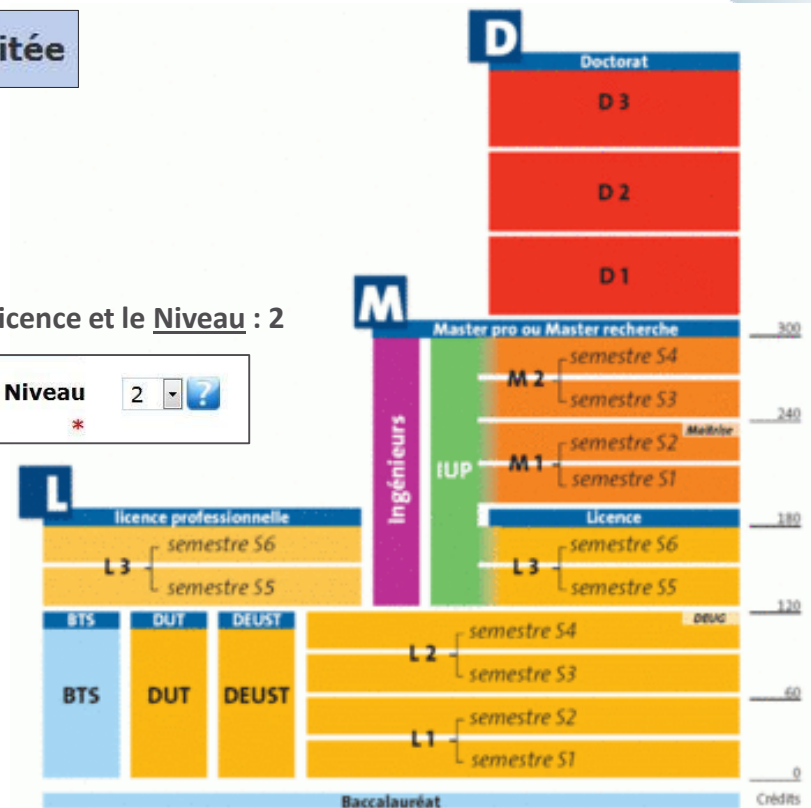 itée
D
Doctorat
D 3
D 2
D 1
icence et le Niveau : 2
Niveau 2 ?
*
M
Master pro ou Master recherche
300
semestre S4
M 2
semestre S3
240
Maîtrise
semestre S2
M 1
semestre S1
Ingénieurs
IUP
L
licence professionnelle
Licence
180
semestre S6
L 3
semestre S5
semestre S6
L 3
semestre S5
120
BTS
DUT
DEUST
DEUG
BTS
DUT
DEUST
semestre S4
L 2
semestre S3
60
semestre S2
L 1
semestre S1
0
Crédits
Baccalauréat